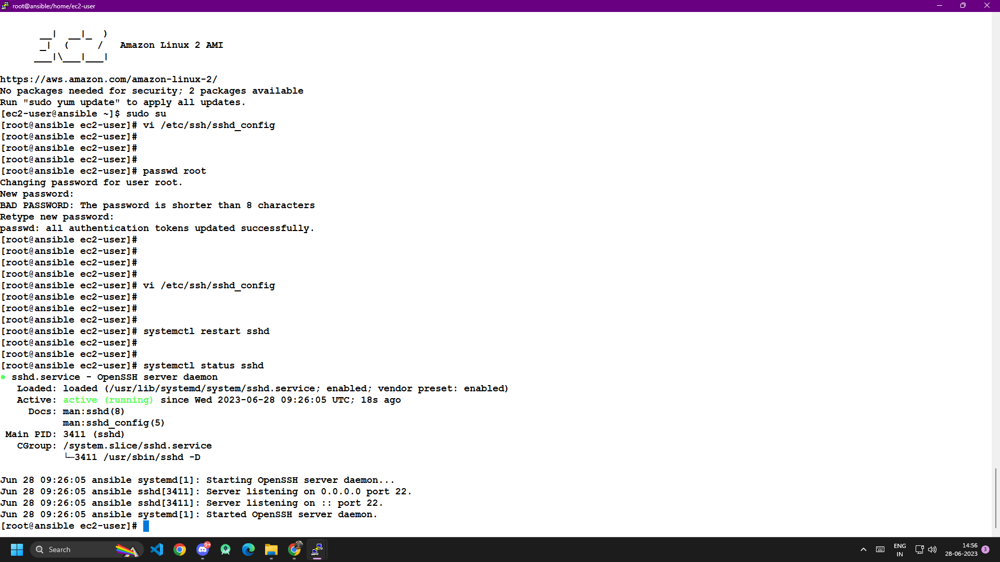 root@ansible:/home/ec2-user
       __|  __|_  )
       _|  (     /   Amazon Linux 2 AMI
      ___|\___|___|
https://aws.amazon.com/amazon-linux-2/
No packages needed for security; 2 packages available
Run "sudo yum update" to apply all updates.
[ec2-user@ansible ~]$ sudo su
[root@ansible ec2-user]# vi /etc/ssh/sshd_config
[root@ansible ec2-user]#
[root@ansible ec2-user]#
[root@ansible ec2-user]#
[root@ansible ec2-user]# passwd root
Changing password for user root.
New password:
BAD PASSWORD: The password is shorter than 8 characters
Retype new password:
passwd: all authentication tokens updated successfully.
[root@ansible ec2-user]#
[root@ansible ec2-user]#
[root@ansible ec2-user]#
[root@ansible ec2-user]#
[root@ansible ec2-user]# vi /etc/ssh/sshd_config
[root@ansible ec2-user]#
[root@ansible ec2-user]#
[root@ansible ec2-user]#
[root@ansible ec2-user]# systemctl restart sshd
[root@ansible ec2-user]#
[root@ansible ec2-user]#
[root@ansible ec2-user]# systemctl status sshd
● sshd.service - OpenSSH server daemon
   Loaded: loaded (/usr/lib/systemd/system/sshd.service; enabled; vendor preset: enabled)
   Active: active (running) since Wed 2023-06-28 09:26:05 UTC; 18s ago
     Docs: man:sshd(8)
           man:sshd_config(5)
 Main PID: 3411 (sshd)
   CGroup: /system.slice/sshd.service
           └─3411 /usr/sbin/sshd -D
Jun 28 09:26:05 ansible systemd[1]: Starting OpenSSH server daemon...
Jun 28 09:26:05 ansible sshd[3411]: Server listening on 0.0.0.0 port 22.
Jun 28 09:26:05 ansible sshd[3411]: Server listening on :: port 22.
Jun 28 09:26:05 ansible systemd[1]: Started OpenSSH server daemon.
[root@ansible ec2-user]#
Search
9+
ENG
IN
14:56
28-06-2023
3